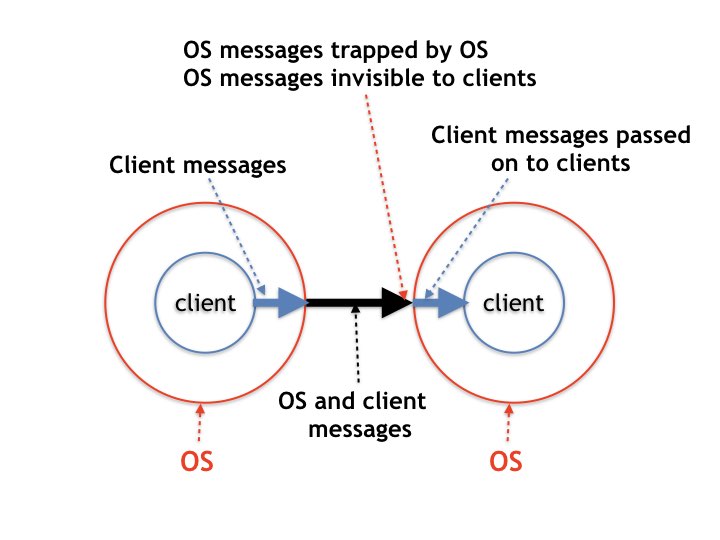 OS messages trapped by OS
OS messages invisible to clients
Client messages passed
on to clients
Client messages
client
client
OS and client
messages
OS
OS